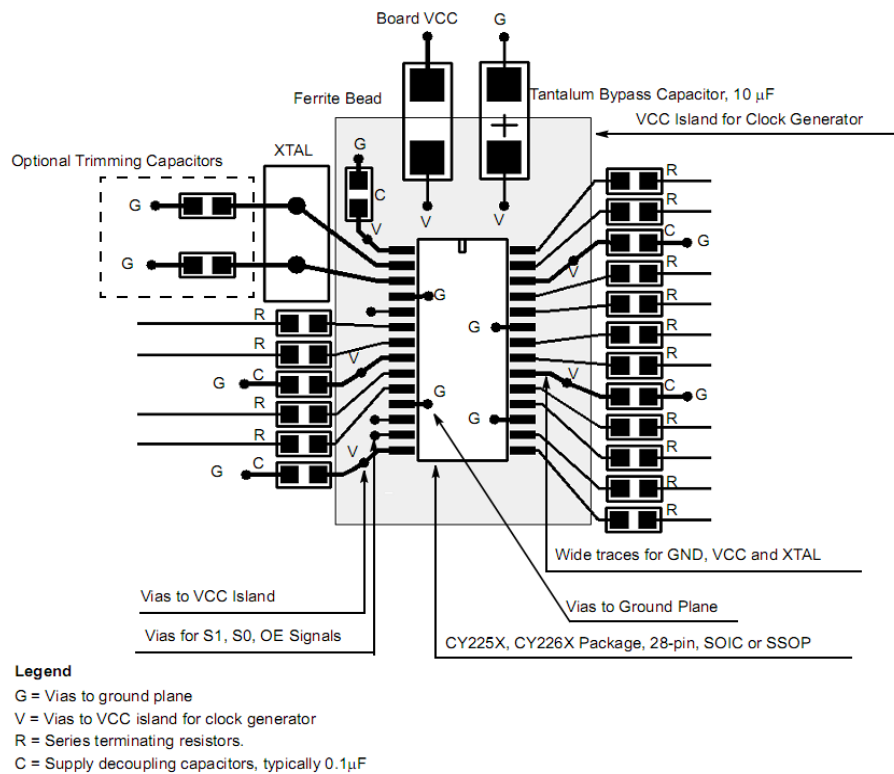 Board VCC
G
Ferrite Bead
Tantalum Bypass Capacitor, 10 μF
VCC Island for Clock Generator
Optional Trimming Capacitors
XTAL
G
C
V
V
V
G
G
R
R
C
G
V
R
R
R
R
C
G
V
R
R
R
R
G
G
G
G
R
R
C
G
V
R
R
C
G
V
R
R
R
R
Wide traces for GND, VCC and XTAL
Vias to VCC Island
Vias to Ground Plane
Vias for S1, S0, OE Signals
CY225X, CY226X Package, 28-pin, SOIC or SSOP
Legend
G = Vias to ground plane
V = Vias to VCC island for clock generator
R = Series terminating resistors.
C = Supply decoupling capacitors, typically 0.1μF